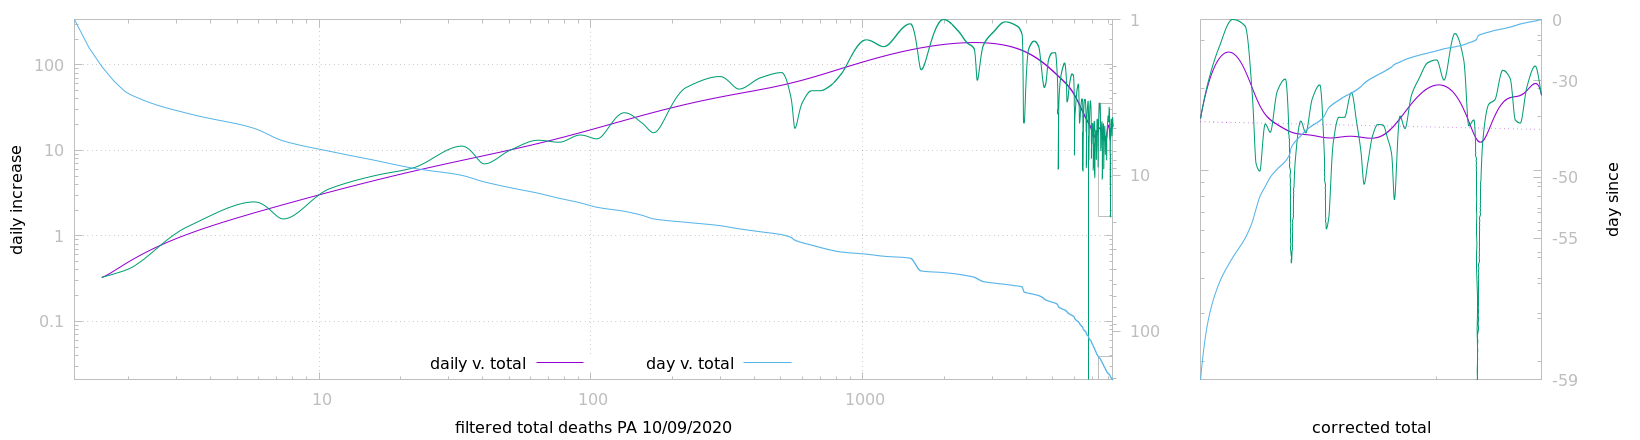 daily increase
100
10
1
0.1
10
100
1000
1
10
100
daily v. total
day v. total
filtered total deaths PA 10/09/2020
0
-30
-50
-55
-59
day since
corrected total